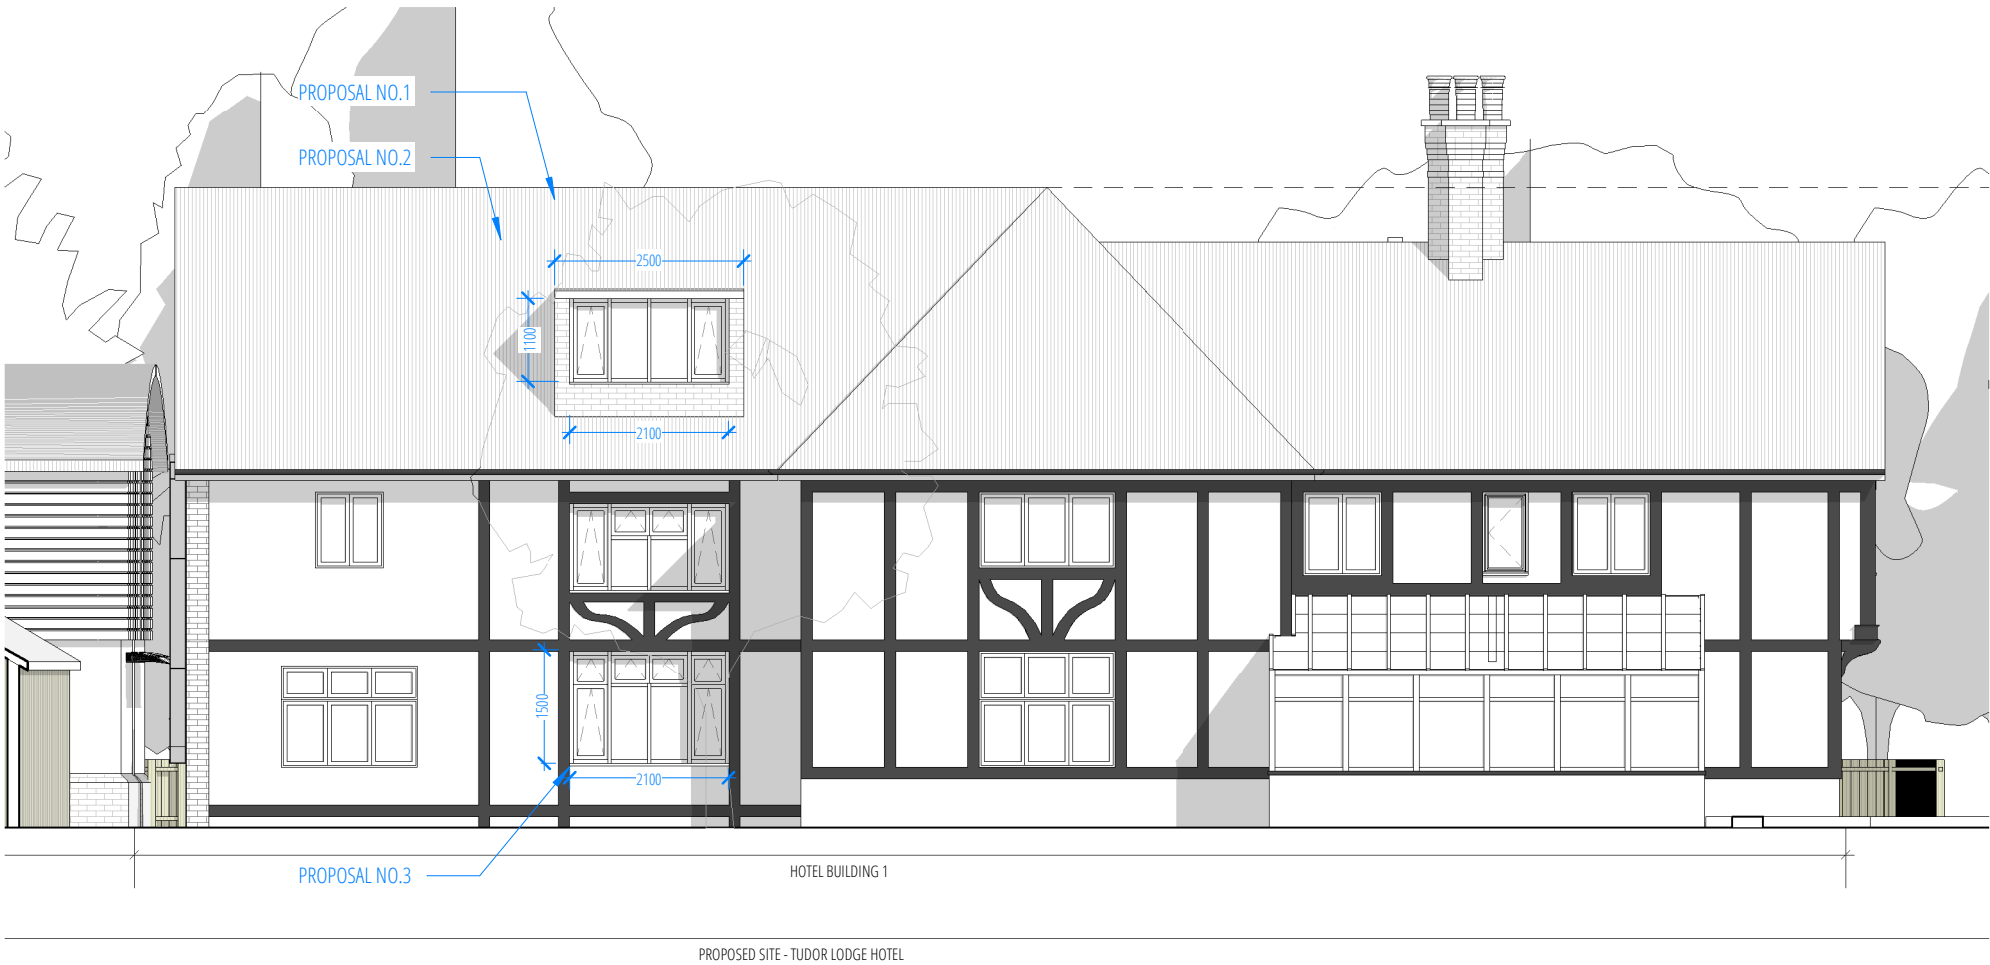 PROPOSAL NO.1
PROPOSAL NO.2
2500
1100
2100
1500
2100
PROPOSAL NO.3
HOTEL BUILDING 1
PROPOSED SITE - TUDOR LODGE HOTEL